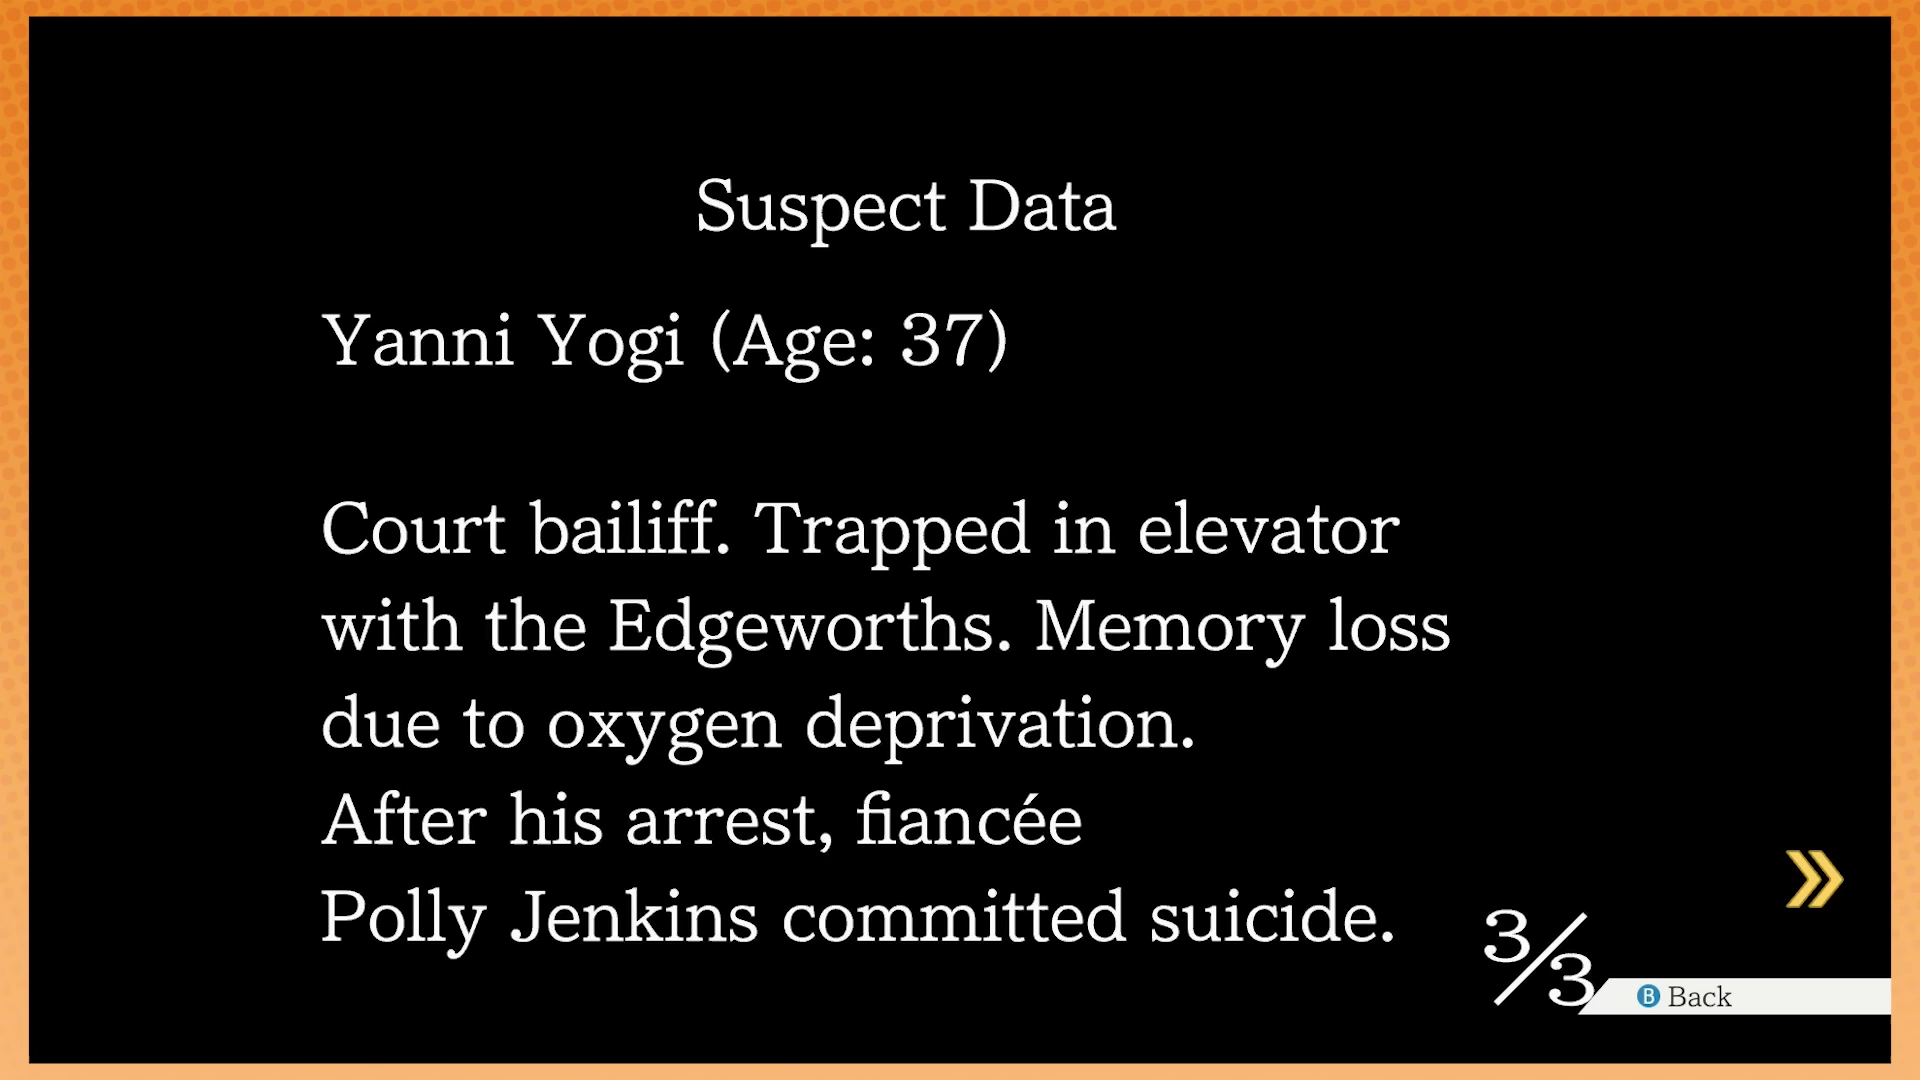 Suspect Data
Yanni Yogi (Age: 37)
Court bailiff. Trapped in elevator
with the Edgeworths. Memory loss
due to oxygen deprivation.
After his arrest, fiancée
Polly Jenkins committed suicide.
3/3
B Back